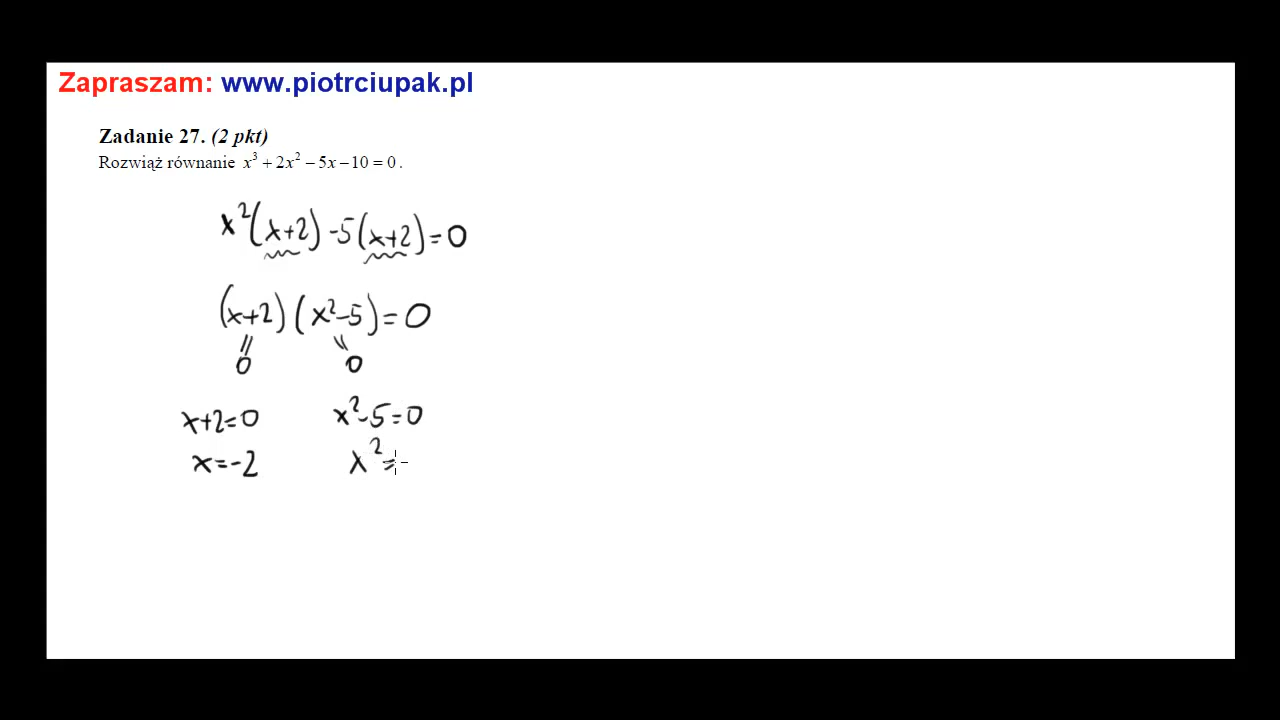 Zapraszam: www.piotrciupak.pl
Zadanie 27. (2 pkt)
Rozwiąż równanie x³ + 2x² − 5x − 10 = 0 .
x²(x+2) -5(x+2) = 0
(x+2)(x²-5) = 0
0 0
x+2=0 x²-5=0
x=-2 x²=